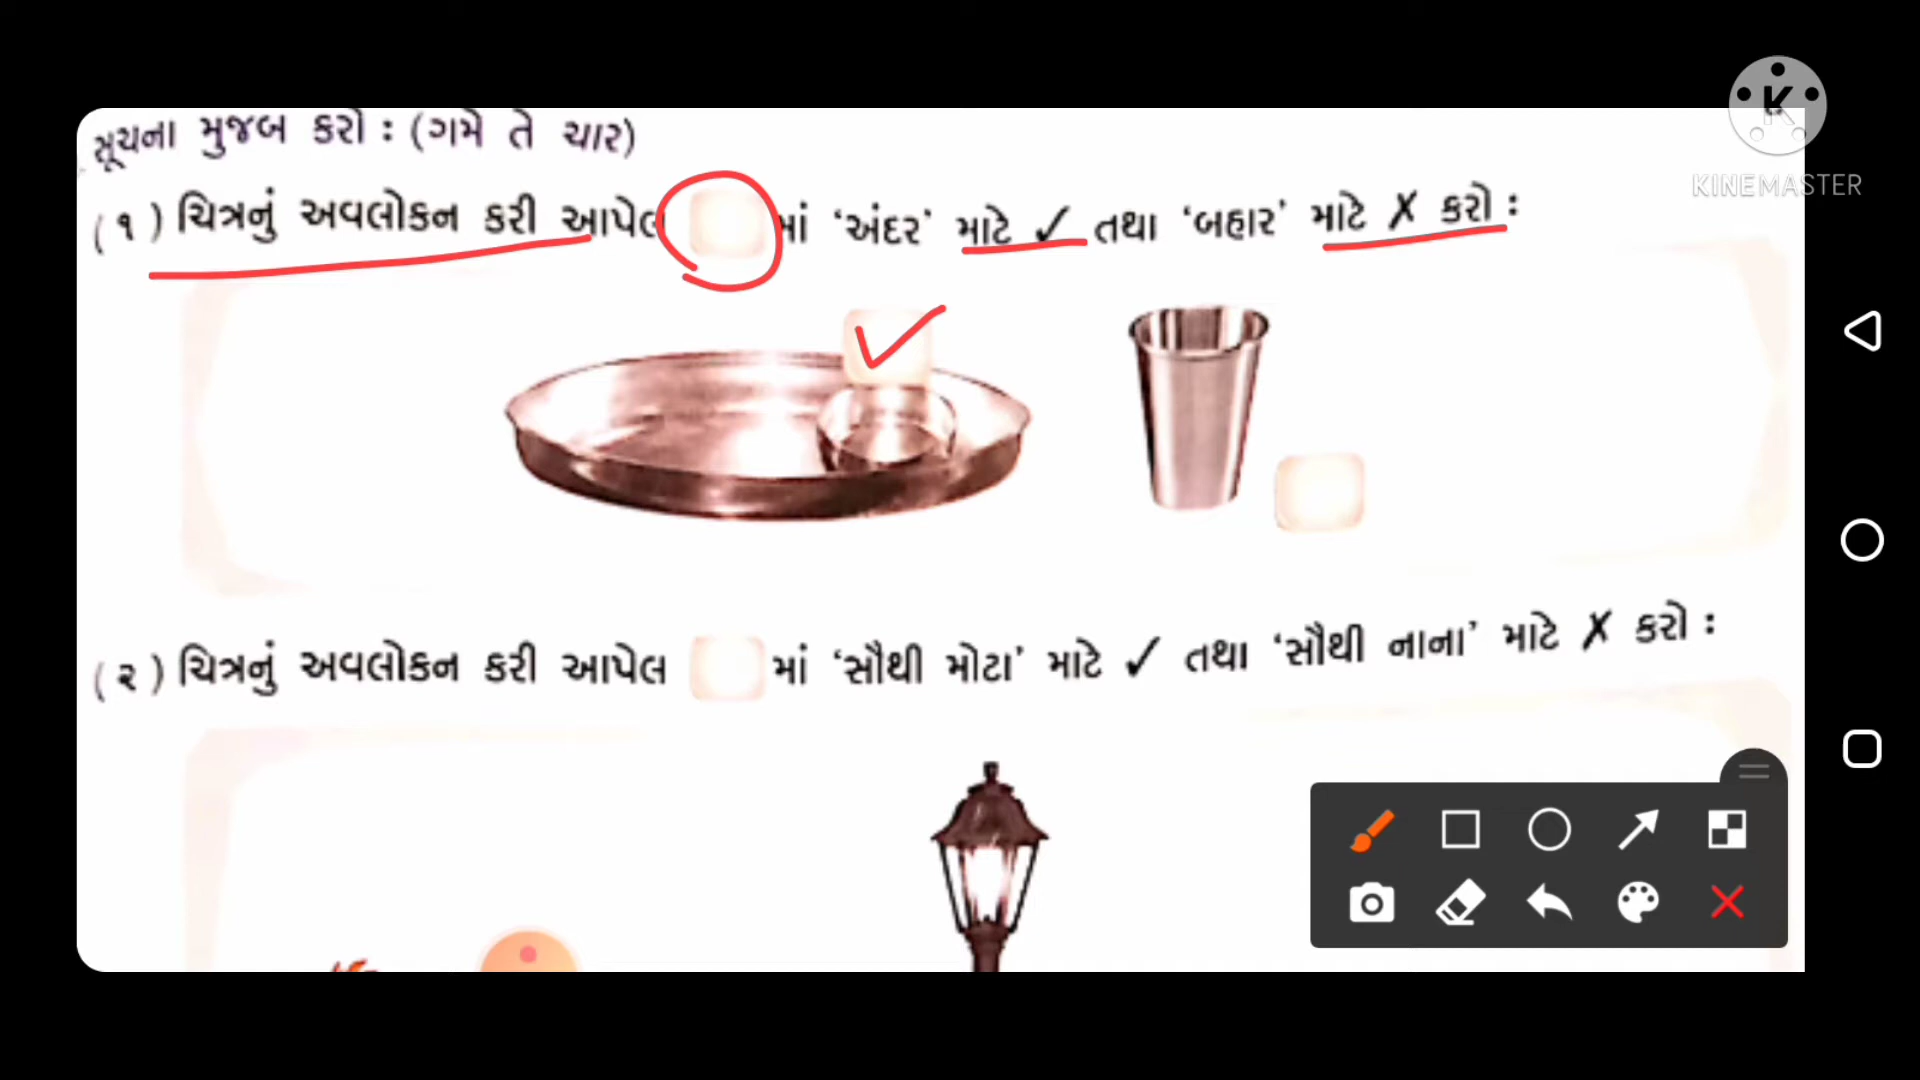 સૂચના મુજબ કરો : (ગમે તે ચાર)
(૧) ચિત્રનું અવલોકન કરી આપેલ માં ‘અંદર’ માટે ✓ તથા ‘બહાર’ માટે ✗ કરો :
(૨) ચિત્રનું અવલોકન કરી આપેલ માં ‘સૌથી મોટા’ માટે ✓ તથા ‘સૌથી નાના’ માટે ✗ કરો :
K
KINEMASTER